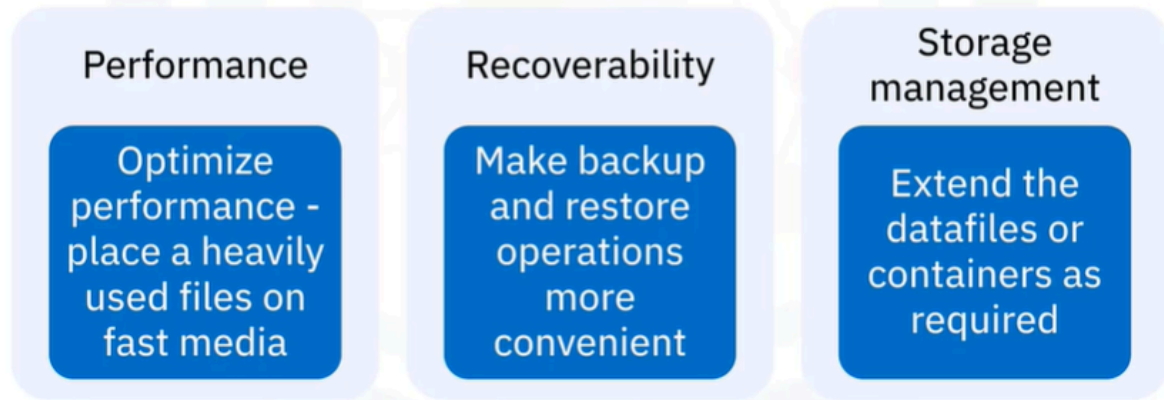 Performance
Optimize
performance -
place a heavily
used files on
fast media
Recoverability
Make backup
and restore
operations
more
convenient
Storage
management
Extend the
datafiles or
containers as
required